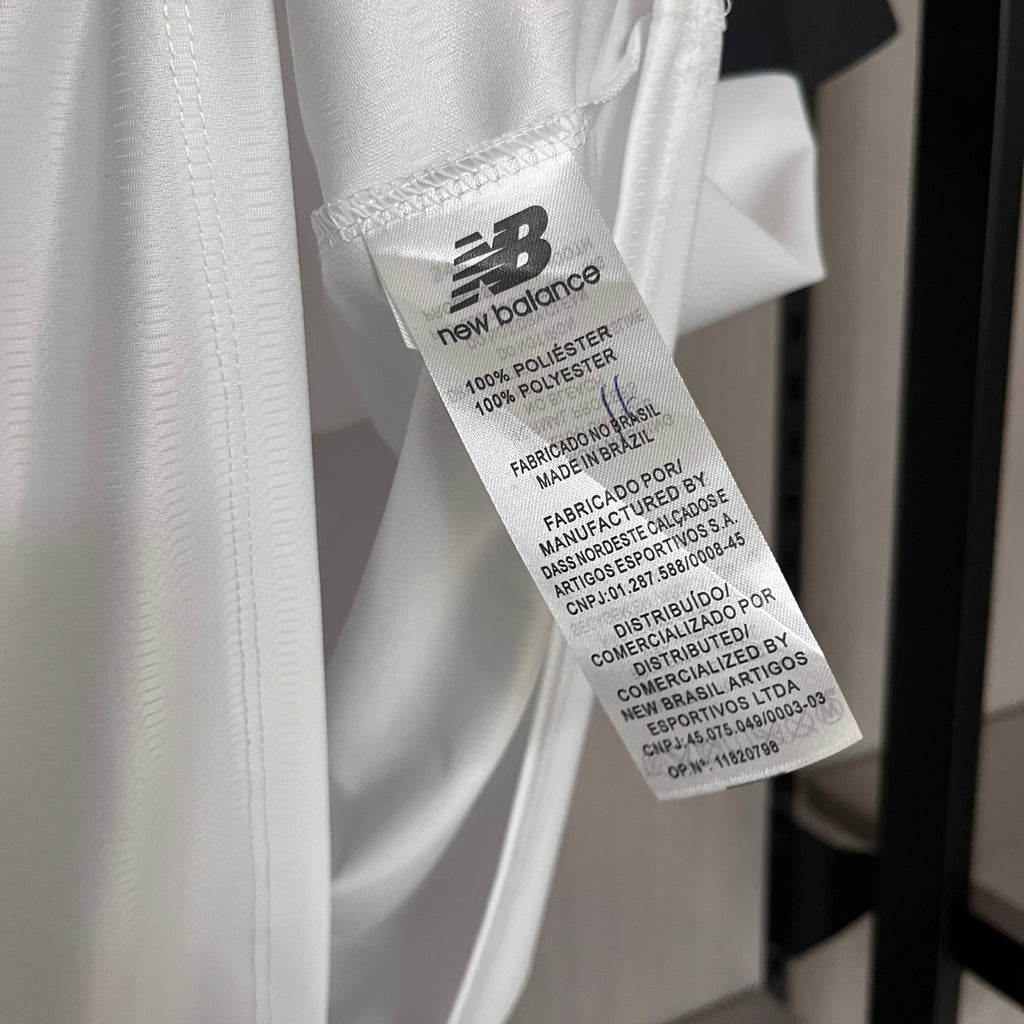 NB
new balance
100% POLIÉSTER
100% POLYESTER
FABRICADO NO BRASIL
MADE IN BRAZIL
FABRICADO POR/
MANUFACTURED BY
DASS NORDESTE CALÇADOS E
ARTIGOS ESPORTIVOS S.A.
CNPJ:01.287.588/0008-45
DISTRIBUÍDO/
COMERCIALIZADO POR
DISTRIBUTED/
COMMERCIALIZED BY
NEW BRASIL ARTIGOS
ESPORTIVOS LTDA
CNPJ:45.075.049/0003-03
OP.Nº: 11820798